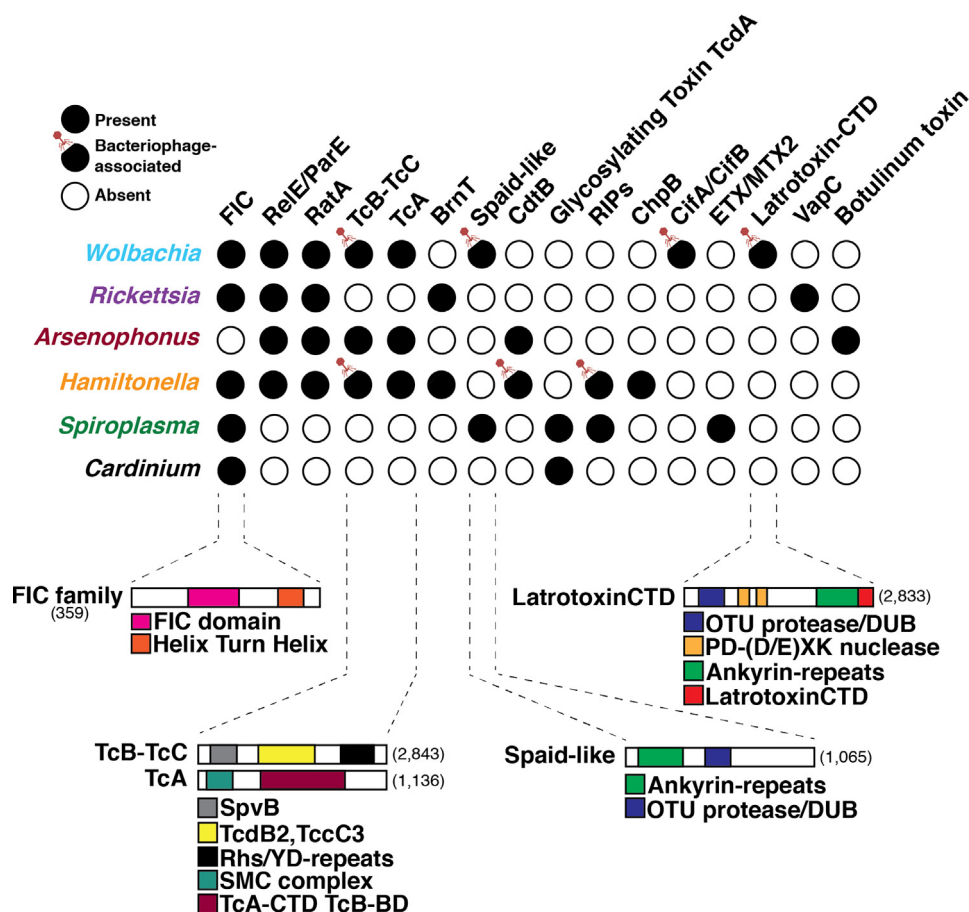 Present
Bacteriophage-
associated
Absent
FIC
RelE/ParE
RatA
TcB-TcC
TcA
BrnT
Spaid-like
CdtB
Glycosylating Toxin TcdA
RIPs
ChpB
CifA/CifB
ETX/MTX2
Latrotoxin-CTD
VapC
Botulinum toxin
Wolbachia
Rickettsia
Arsenophonus
Hamiltonella
Spiroplasma
Cardinium
FIC family
(359)
FIC domain
Helix Turn Helix
LatrotoxinCTD
(2,833)
OTU protease/DUB
PD-(D/E)XK nuclease
Ankyrin-repeats
LatrotoxinCTD
TcB-TcC
(2,843)
TcA
(1,136)
SpvB
TcdB2,TccC3
Rhs/YD-repeats
SMC complex
TcA-CTD TcB-BD
Spaid-like
(1,065)
Ankyrin-repeats
OTU protease/DUB